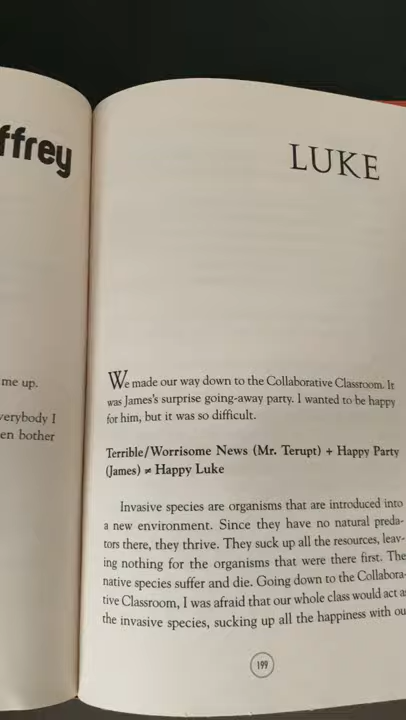 ffrey
me up.
verybody I
en bother
LUKE
We made our way down to the Collaborative Classroom. It
was James's surprise going-away party. I wanted to be happy
for him, but it was so difficult.
Terrible/Worrisome News (Mr. Terupt) + Happy Party
(James) ≠ Happy Luke
Invasive species are organisms that are introduced into
a new environment. Since they have no natural preda-
tors there, they thrive. They suck up all the resources, leav-
ing nothing for the organisms that were there first. The
native species suffer and die. Going down to the Collabora-
tive Classroom, I was afraid that our whole class would act a
the invasive species, sucking up all the happiness with ou
199